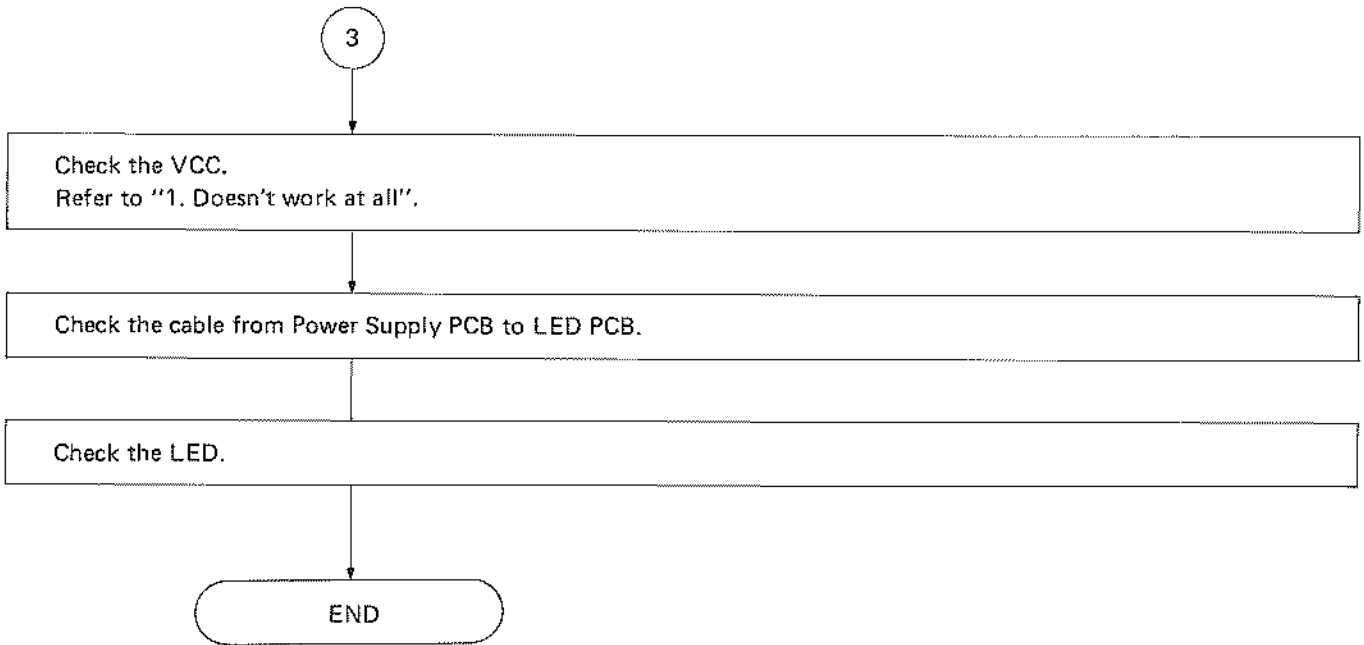 3
Check the VCC.
Refer to "1. Doesn't work at all".
Check the cable from Power Supply PCB to LED PCB.
Check the LED.
END